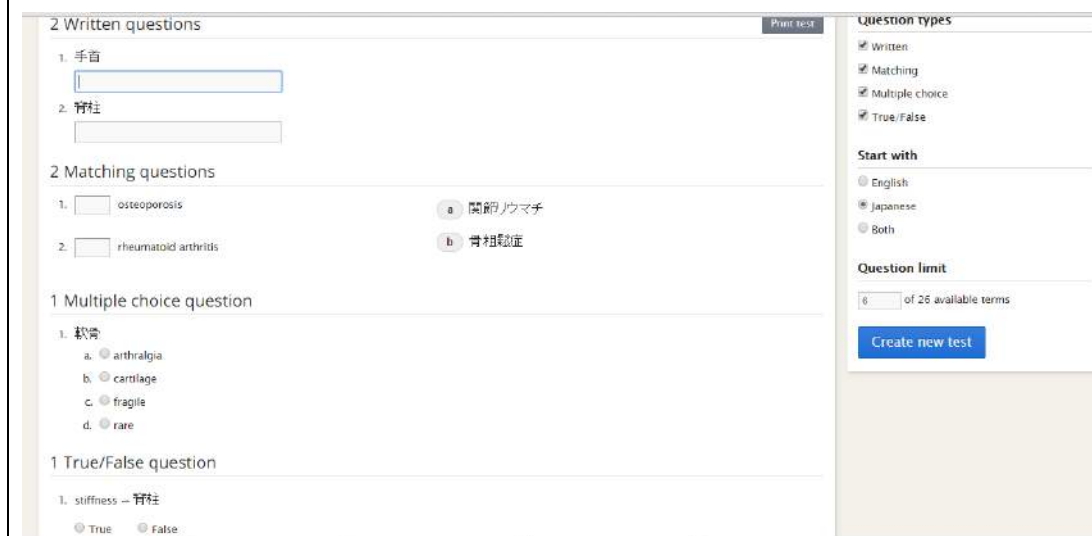 2 Written questions
Print test
1. 手首
2. 脊柱
2 Matching questions
1. osteoporosis
a 関節リウマチ
2. rheumatoid arthritis
b 骨粗鬆症
1 Multiple choice question
1. 軟骨
a. arthralgia
b. cartilage
c. fragile
d. rare
1 True/False question
1. stiffness → 脊柱
True False
Question types
Written
Matching
Multiple choice
True/False
Start with
English
Japanese
Both
Question limit
6 of 26 available terms
Create new test